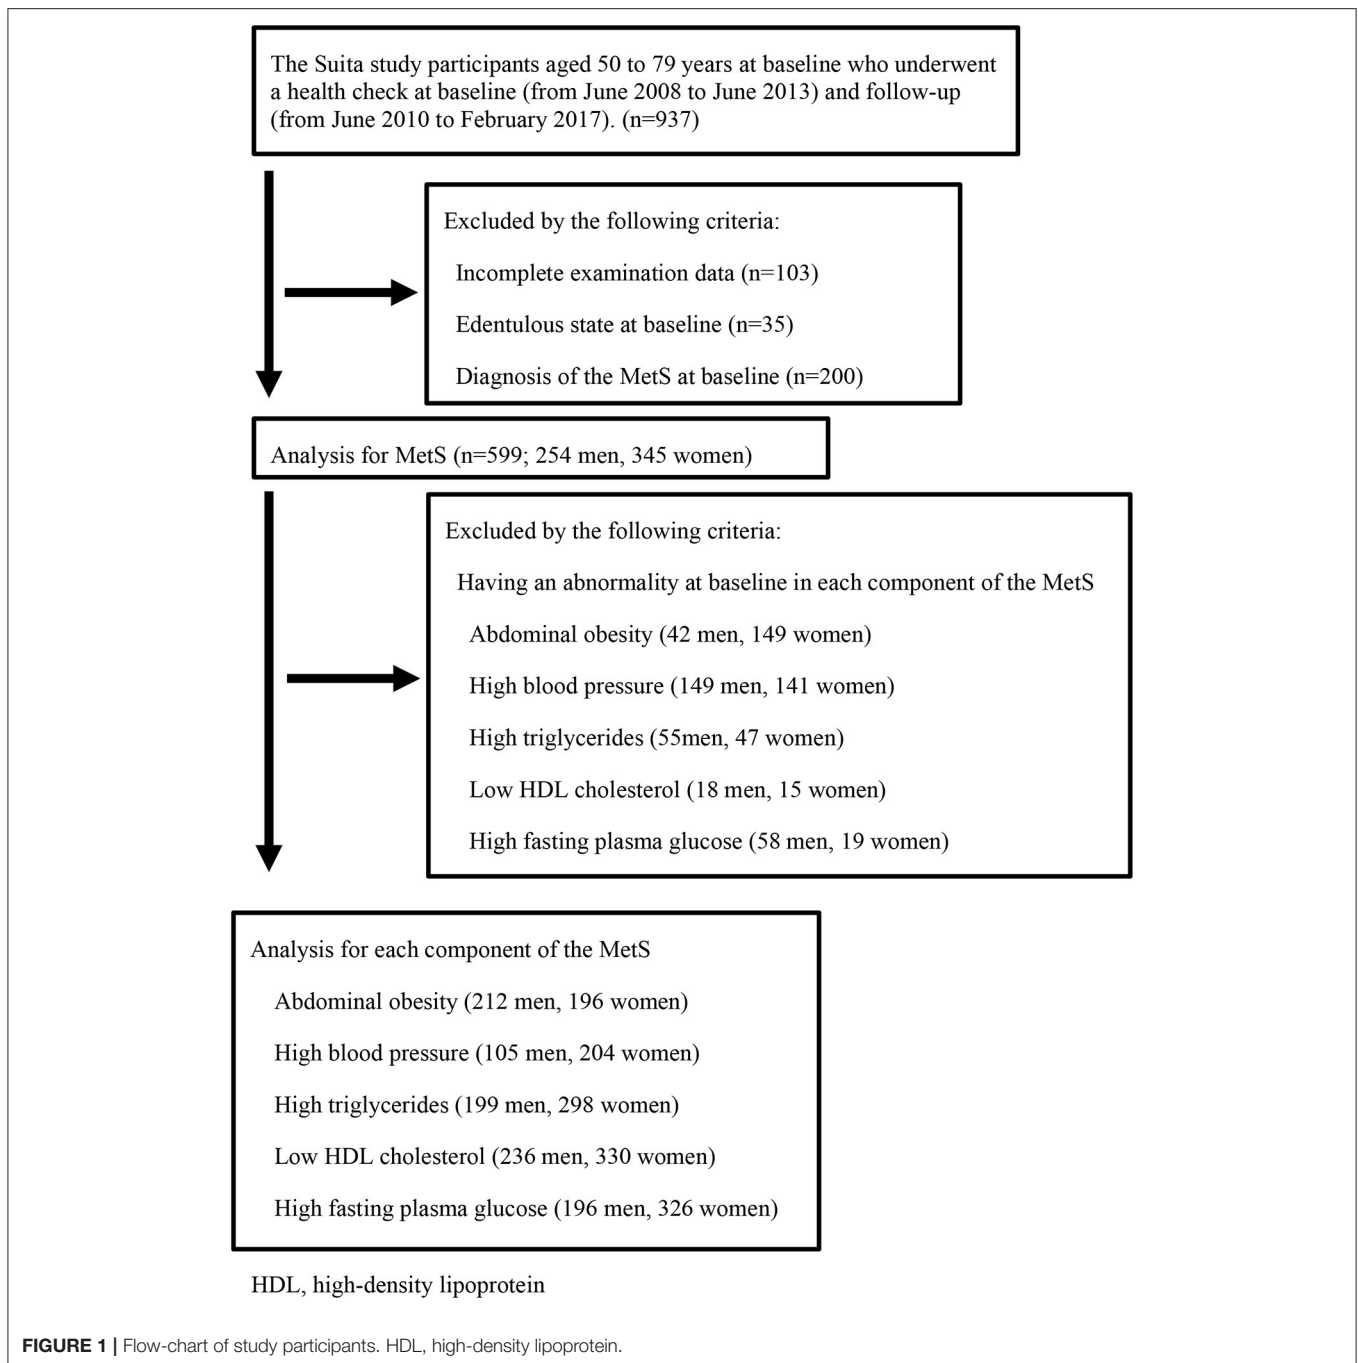 The Suita study participants aged 50 to 79 years at baseline who underwent
a health check at baseline (from June 2008 to June 2013) and follow-up
(from June 2010 to February 2017). (n=937)
Excluded by the following criteria:
Incomplete examination data (n=103)
Edentulous state at baseline (n=35)
Diagnosis of the MetS at baseline (n=200)
Analysis for MetS (n=599; 254 men, 345 women)
Excluded by the following criteria:
Having an abnormality at baseline in each component of the MetS
Abdominal obesity (42 men, 149 women)
High blood pressure (149 men, 141 women)
High triglycerides (55men, 47 women)
Low HDL cholesterol (18 men, 15 women)
High fasting plasma glucose (58 men, 19 women)
Analysis for each component of the MetS
Abdominal obesity (212 men, 196 women)
High blood pressure (105 men, 204 women)
High triglycerides (199 men, 298 women)
Low HDL cholesterol (236 men, 330 women)
High fasting plasma glucose (196 men, 326 women)
HDL, high-density lipoprotein
FIGURE 1 | Flow-chart of study participants. HDL, high-density lipoprotein.